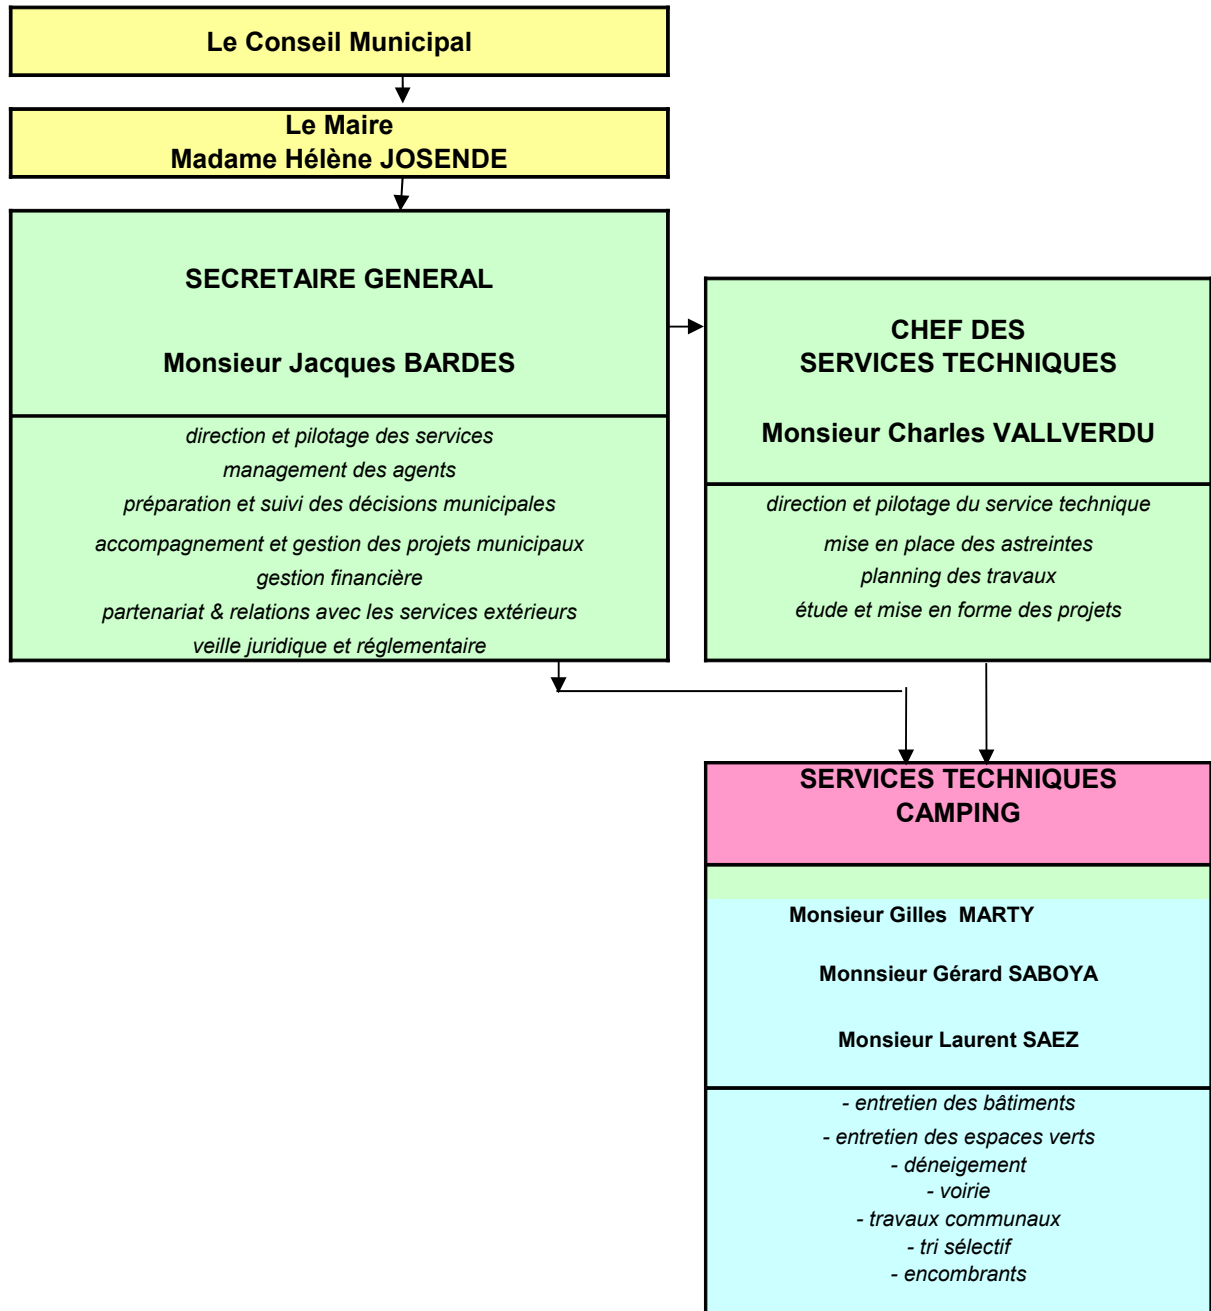 Le Conseil Municipal
Le Maire
Madame Hélène JOSENDE
SECRETAIRE GENERAL
Monsieur Jacques BARDES
direction et pilotage des services
management des agents
préparation et suivi des décisions municipales
accompagnement et gestion des projets municipaux
gestion financière
partenariat & relations avec les services extérieurs
veille juridique et réglementaire
CHEF DES
SERVICES TECHNIQUES
Monsieur Charles VALLVERDU
direction et pilotage du service technique
mise en place des astreintes
planning des travaux
étude et mise en forme des projets
SERVICES TECHNIQUES
CAMPING
Monsieur Gilles  MARTY
Monnsieur Gérard SABOYA
Monsieur Laurent SAEZ
- entretien des bâtiments
- entretien des espaces verts
- déneigement
- voirie
- travaux communaux
- tri sélectif
- encombrants